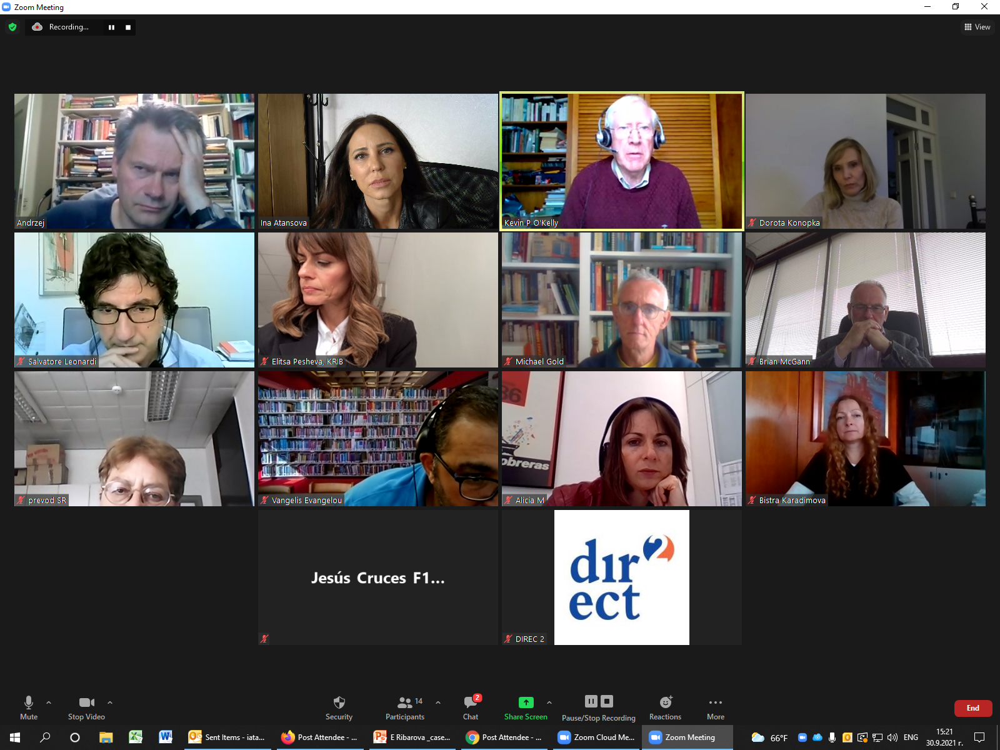 Zoom Meeting
Recording...
View
Andrzej
Ina Atansova
Kevin P O'Kelly
Dorota Konopka
Salvatore Leonardi
Elitsa Pesheva, KRIB
Michael Gold
Brian McGann
prevod SR
Vangelis Evangelou
86
obreras
Alicia M
Bistra Karadimova
Jesús Cruces F1...
dırect2
DIREC 2
Mute
Stop Video
Security
Participants
14
Chat
2
Share Screen
Pause/Stop Recording
Reactions
More
End
Sent Items - iata...
Post Attendee - ...
E Ribarova _case...
Post Attendee - ...
Zoom Cloud Me...
Zoom Meeting
66°F
ENG
15:21
30.9.2021 г.